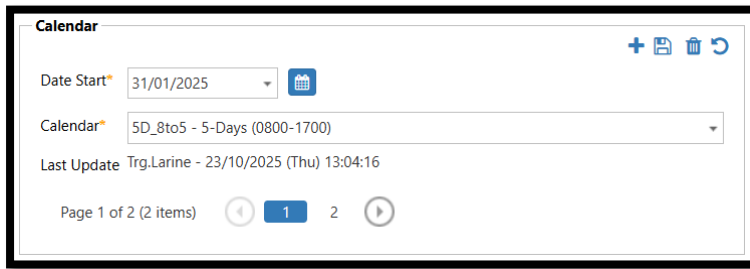 Calendar
Date Start* 31/01/2025
Calendar* 5D_8to5 - 5-Days (0800-1700)
Last Update Trg.Larine - 23/10/2025 (Thu) 13:04:16
Page 1 of 2 (2 items) 1 2